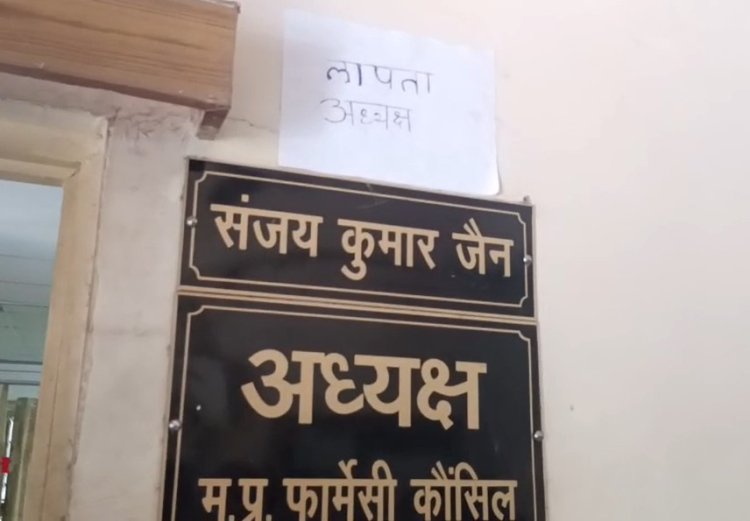 लापता
अध्यक्ष
संजय कुमार जैन
अध्यक्ष
म.प्र. फार्मेसी कौंसिल